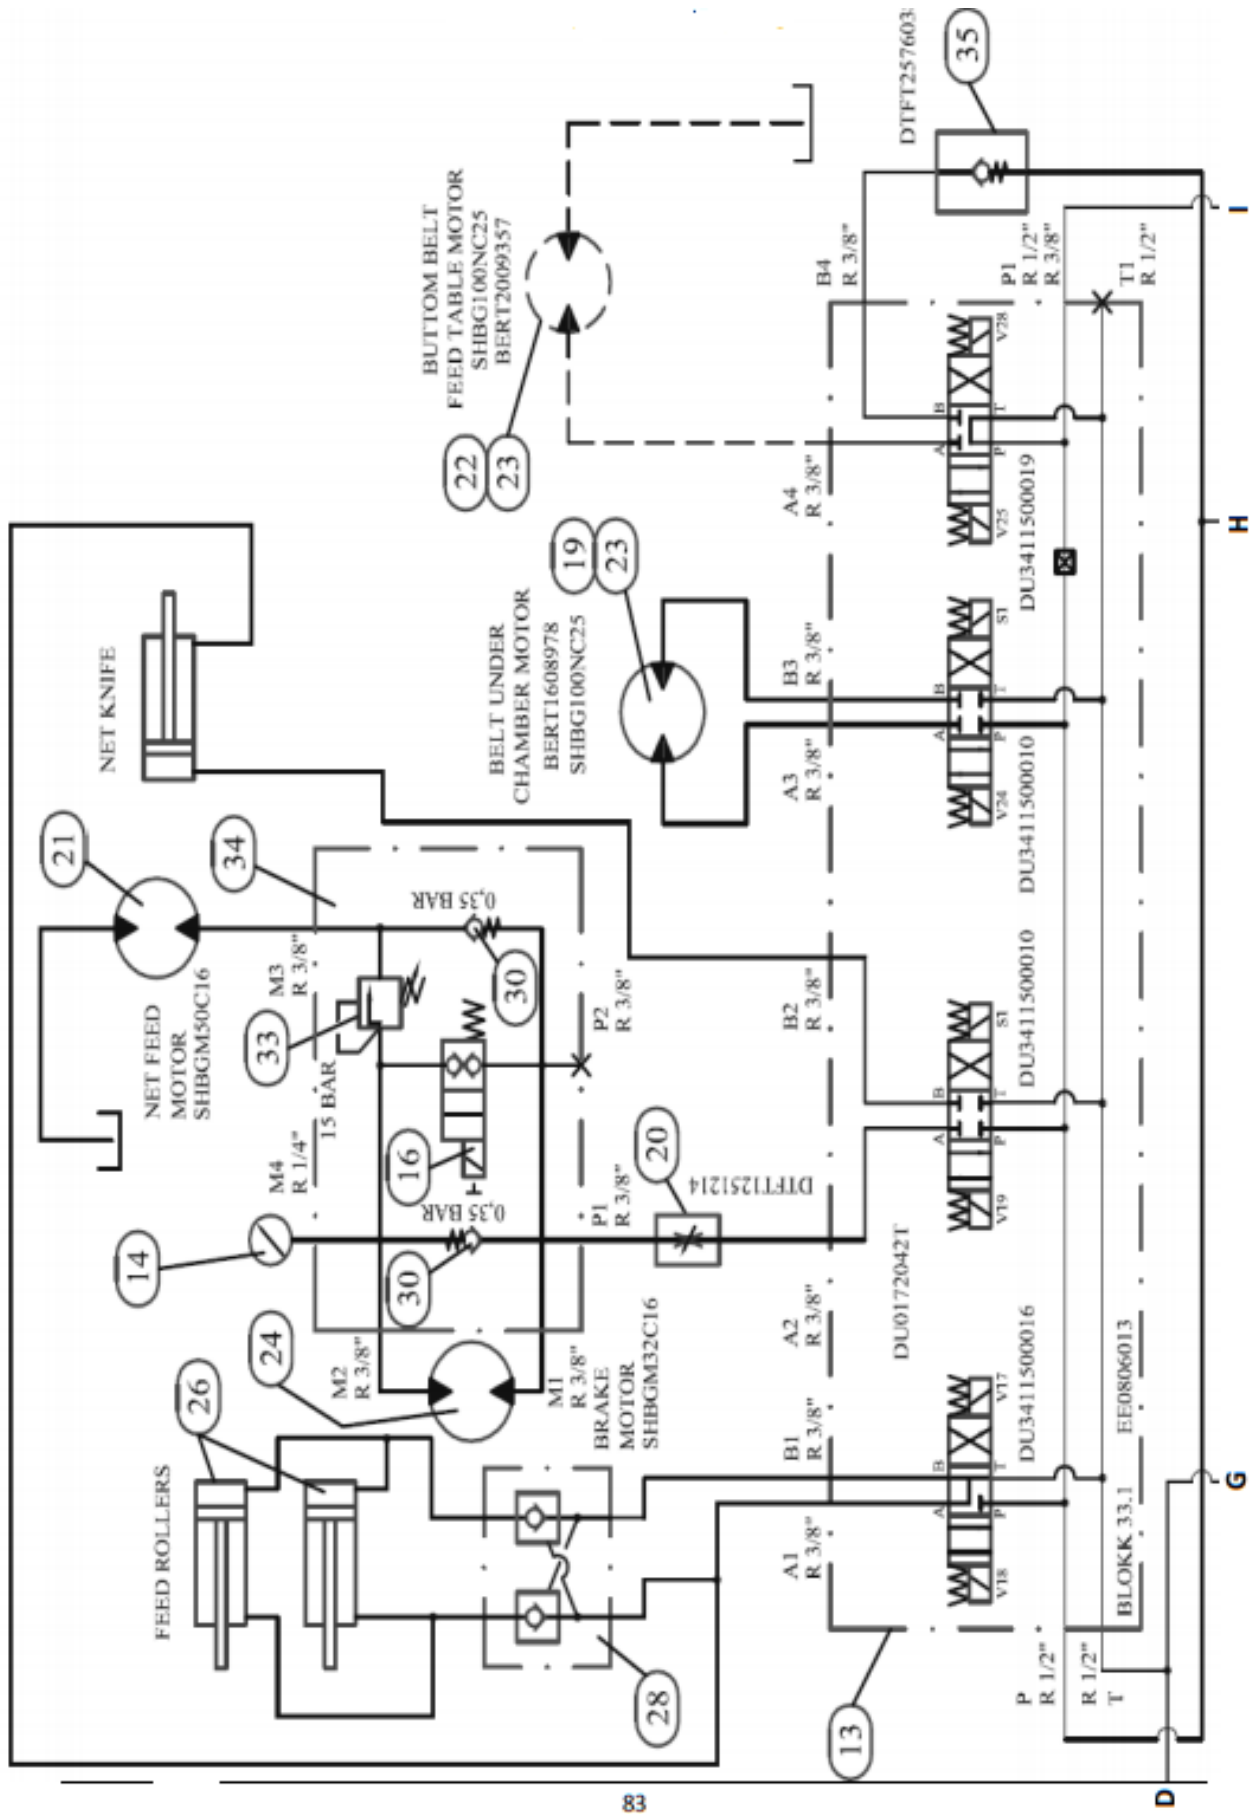 FEED ROLLERS
26
24
14
M4
R 1/4"
15 BAR
33
M3
R 3/8"
34
21
NET FEED
MOTOR
SHBGM50C16
NET KNIFE
M2
R 3/8"
30
0,35 BAR
16
30
0,35 BAR
M1
R 3/8"
BRAKE
MOTOR
SHBGM32C16
28
P1
R 3/8"
P2
R 3/8"
20
DTFT1251214
BELT UNDER
CHAMBER MOTOR
BERT1608978
SHBG100NC25
19
23
BUTTOM BELT
FEED TABLE MOTOR
SHBG100NC25
BERT2009357
22
23
A1
R 3/8"
B1
R 3/8"
A2
R 3/8"
B2
R 3/8"
A3
R 3/8"
B3
R 3/8"
A4
R 3/8"
B4
R 3/8"
13
DU0172042T
DTFT257603
35
A
B
P
T
V18
V17
DU3411500016
A
B
P
T
V19
S1
DU3411500010
A
B
P
T
V24
S1
DU3411500010
A
B
P
T
V25
V28
DU3411500019
P
R 1/2"
R 1/2"
T
P1
R 1/2"
R 3/8"
T1
R 1/2"
BLOKK 33.1
EE0806013
D
G
H
I
83